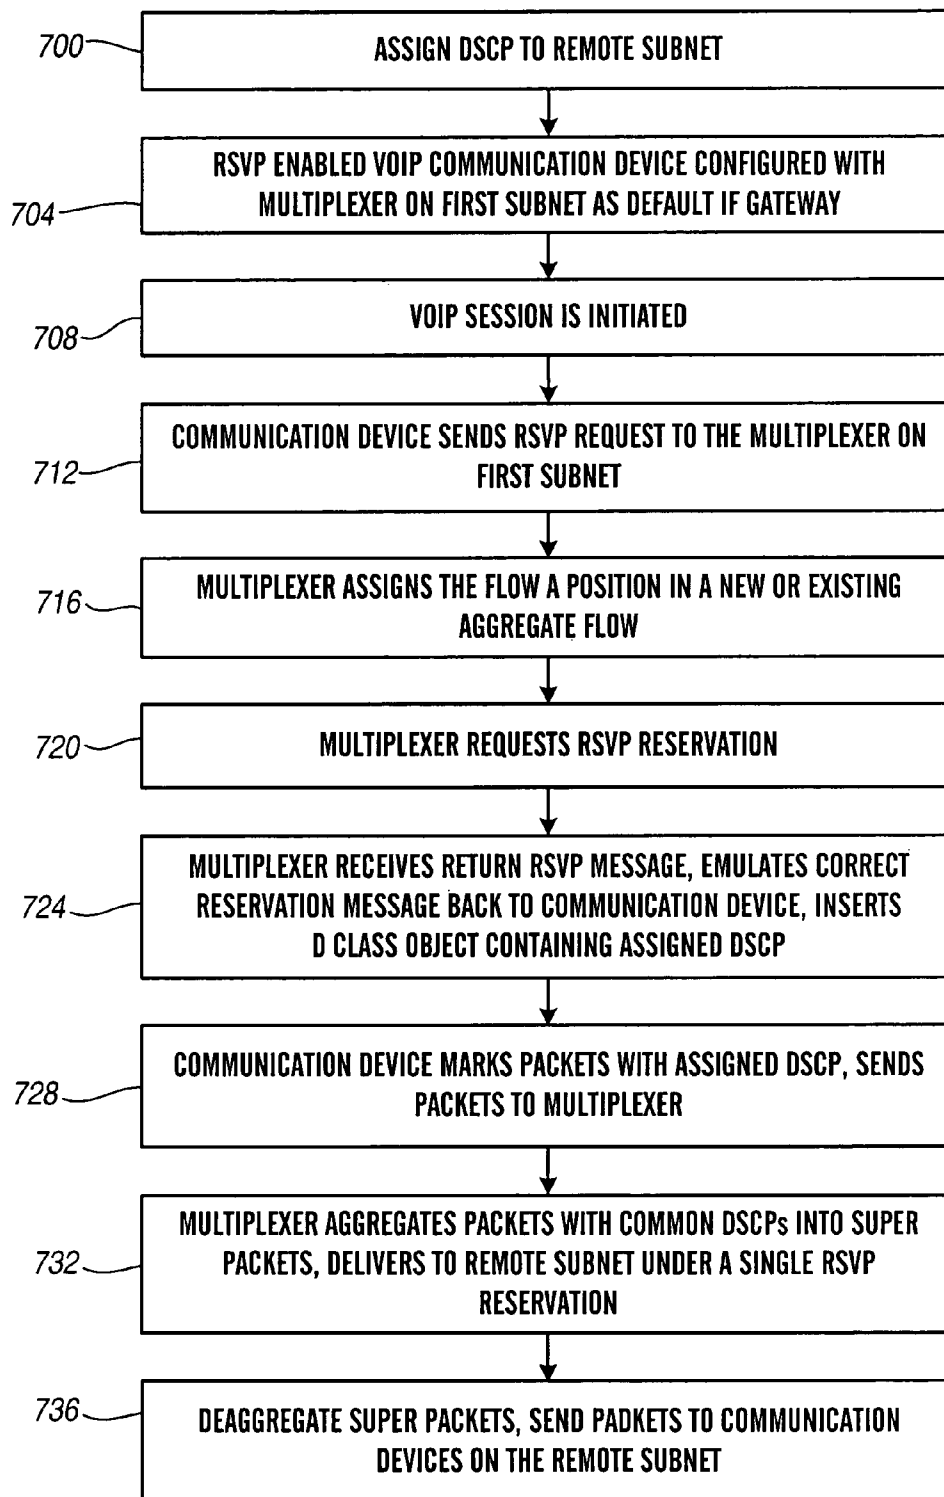 700
ASSIGN DSCP TO REMOTE SUBNET
704
RSVP ENABLED VOIP COMMUNICATION DEVICE CONFIGURED WITH
MULTIPLEXER ON FIRST SUBNET AS DEFAULT IF GATEWAY
708
VOIP SESSION IS INITIATED
712
COMMUNICATION DEVICE SENDS RSVP REQUEST TO THE MULTIPLEXER ON
FIRST SUBNET
716
MULTIPLEXER ASSIGNS THE FLOW A POSITION IN A NEW OR EXISTING
AGGREGATE FLOW
720
MULTIPLEXER REQUESTS RSVP RESERVATION
724
MULTIPLEXER RECEIVES RETURN RSVP MESSAGE, EMULATES CORRECT
RESERVATION MESSAGE BACK TO COMMUNICATION DEVICE, INSERTS
D CLASS OBJECT CONTAINING ASSIGNED DSCP
728
COMMUNICATION DEVICE MARKS PACKETS WITH ASSIGNED DSCP, SENDS
PACKETS TO MULTIPLEXER
732
MULTIPLEXER AGGREGATES PACKETS WITH COMMON DSCPs INTO SUPER
PACKETS, DELIVERS TO REMOTE SUBNET UNDER A SINGLE RSVP
RESERVATION
736
DEAGGREGATE SUPER PACKETS, SEND PADKETS TO COMMUNICATION
DEVICES ON THE REMOTE SUBNET